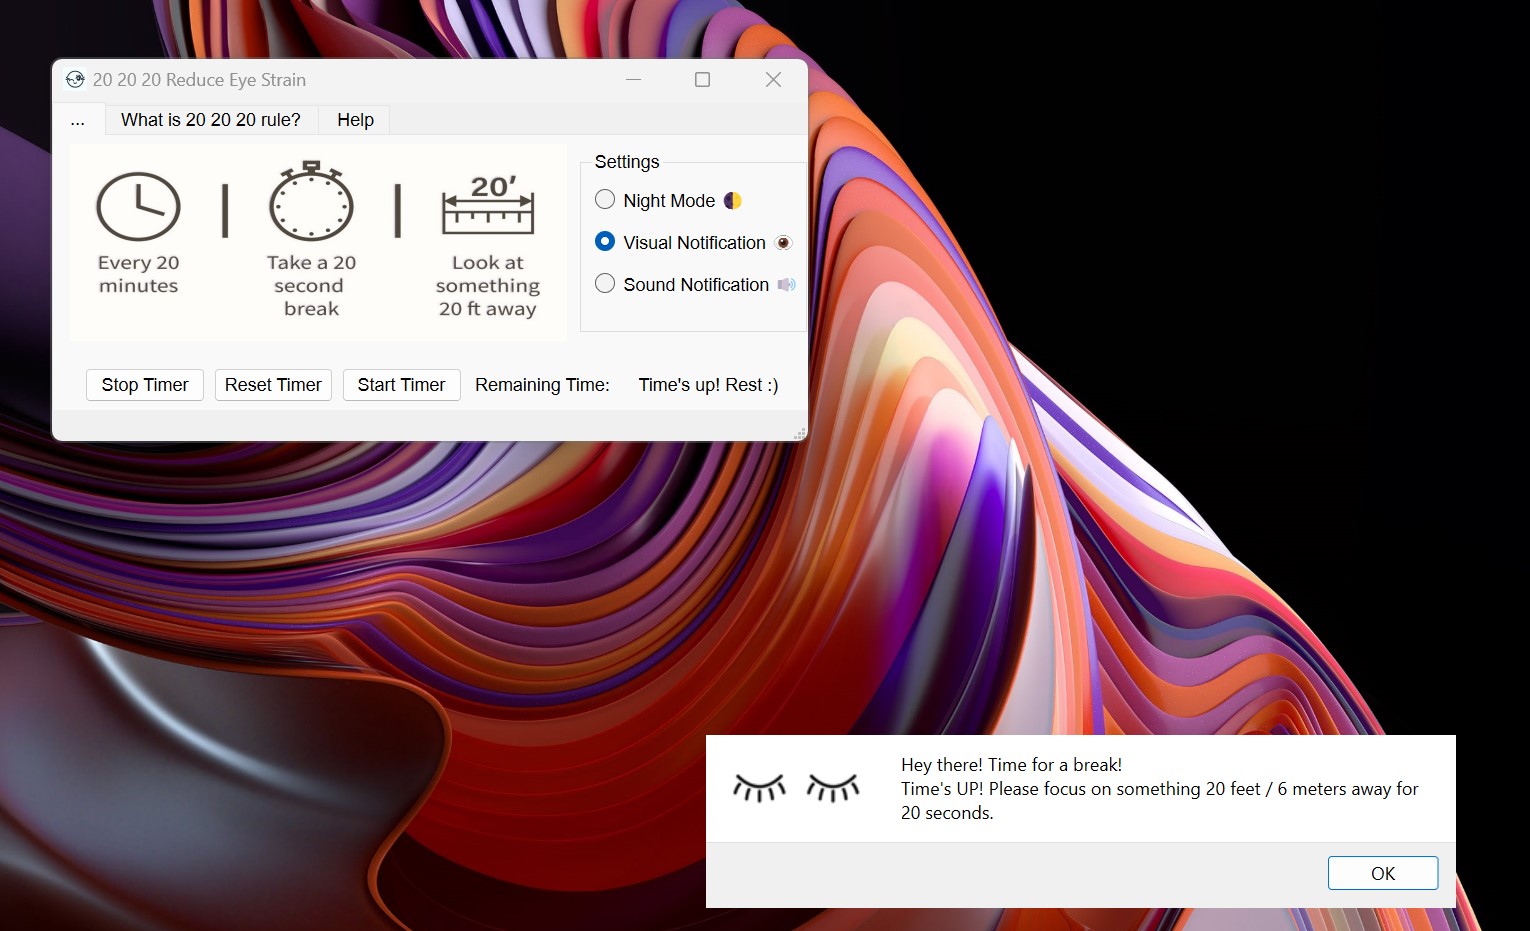 20 20 20 Reduce Eye Strain
... What is 20 20 20 rule? Help
Every 20
minutes
Take a 20
second
break
20’
Look at
something
20 ft away
Settings
Night Mode
Visual Notification
Sound Notification
Stop Timer Reset Timer Start Timer Remaining Time: Time's up! Rest :)
Hey there! Time for a break!
Time's UP! Please focus on something 20 feet / 6 meters away for
20 seconds.
OK